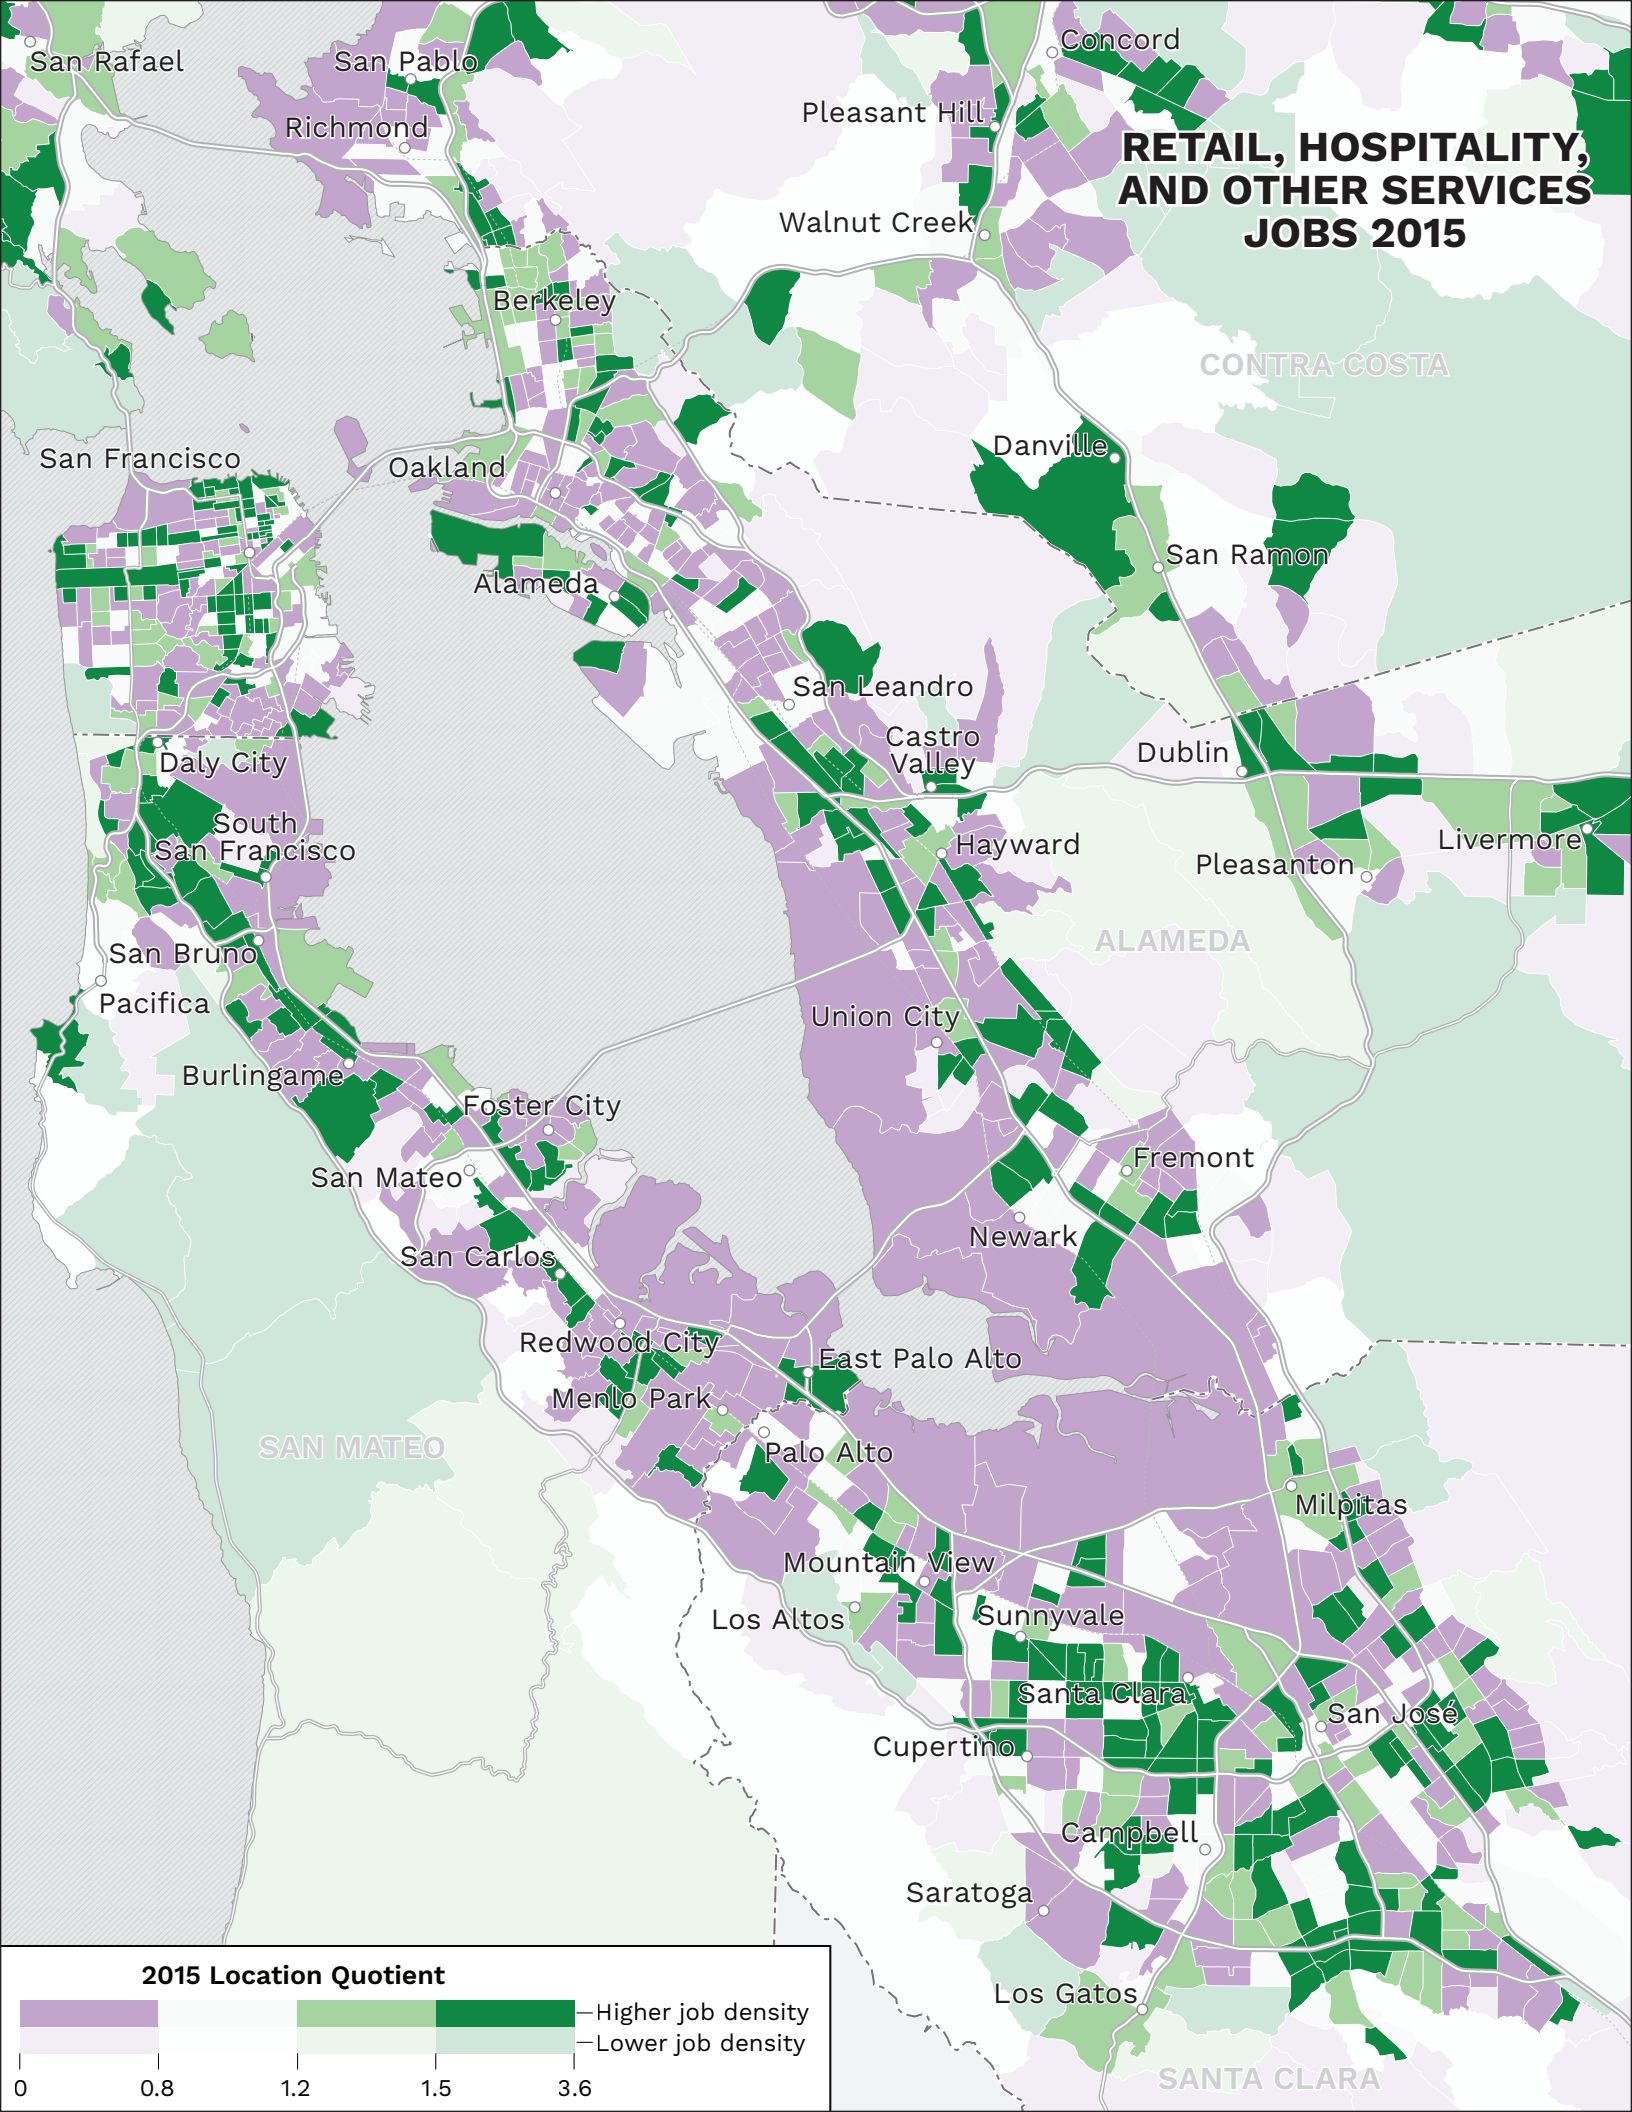 San Rafael
San Pablo
Concord
Richmond
Pleasant Hill
RETAIL, HOSPITALITY,
AND OTHER SERVICES
JOBS 2015
Walnut Creek
Berkeley
CONTRA COSTA
Danville
San Francisco
Oakland
San Ramon
Alameda
San Leandro
Castro
Valley
Dublin
Daly City
South
San Francisco
Hayward
Livermore
Pleasanton
ALAMEDA
San Bruno
Pacifica
Union City
Burlingame
Foster City
San Mateo
Fremont
Newark
San Carlos
Redwood City
East Palo Alto
Menlo Park
SAN MATEO
Palo Alto
Milpitas
Mountain View
Los Altos
Sunnyvale
Santa Clara
San José
Cupertino
Campbell
Saratoga
Los Gatos
SANTA CLARA
2015 Location Quotient
Higher job density
Lower job density
0 0.8 1.2 1.5 3.6